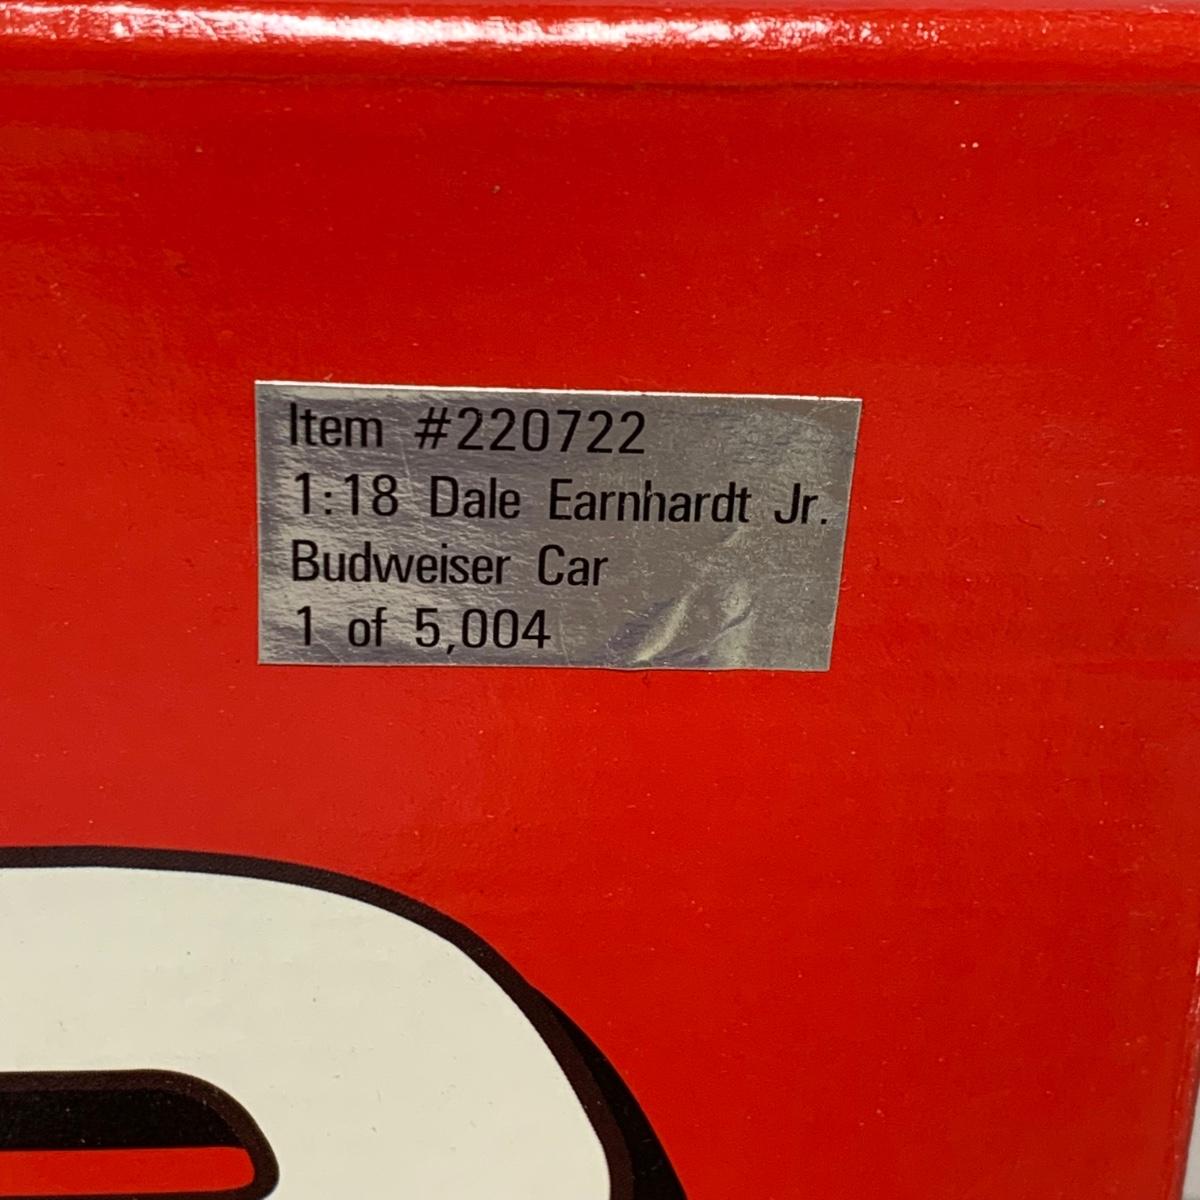 Item #220722
1:18 Dale Earnhardt Jr.
Budweiser Car
1 of 5,004